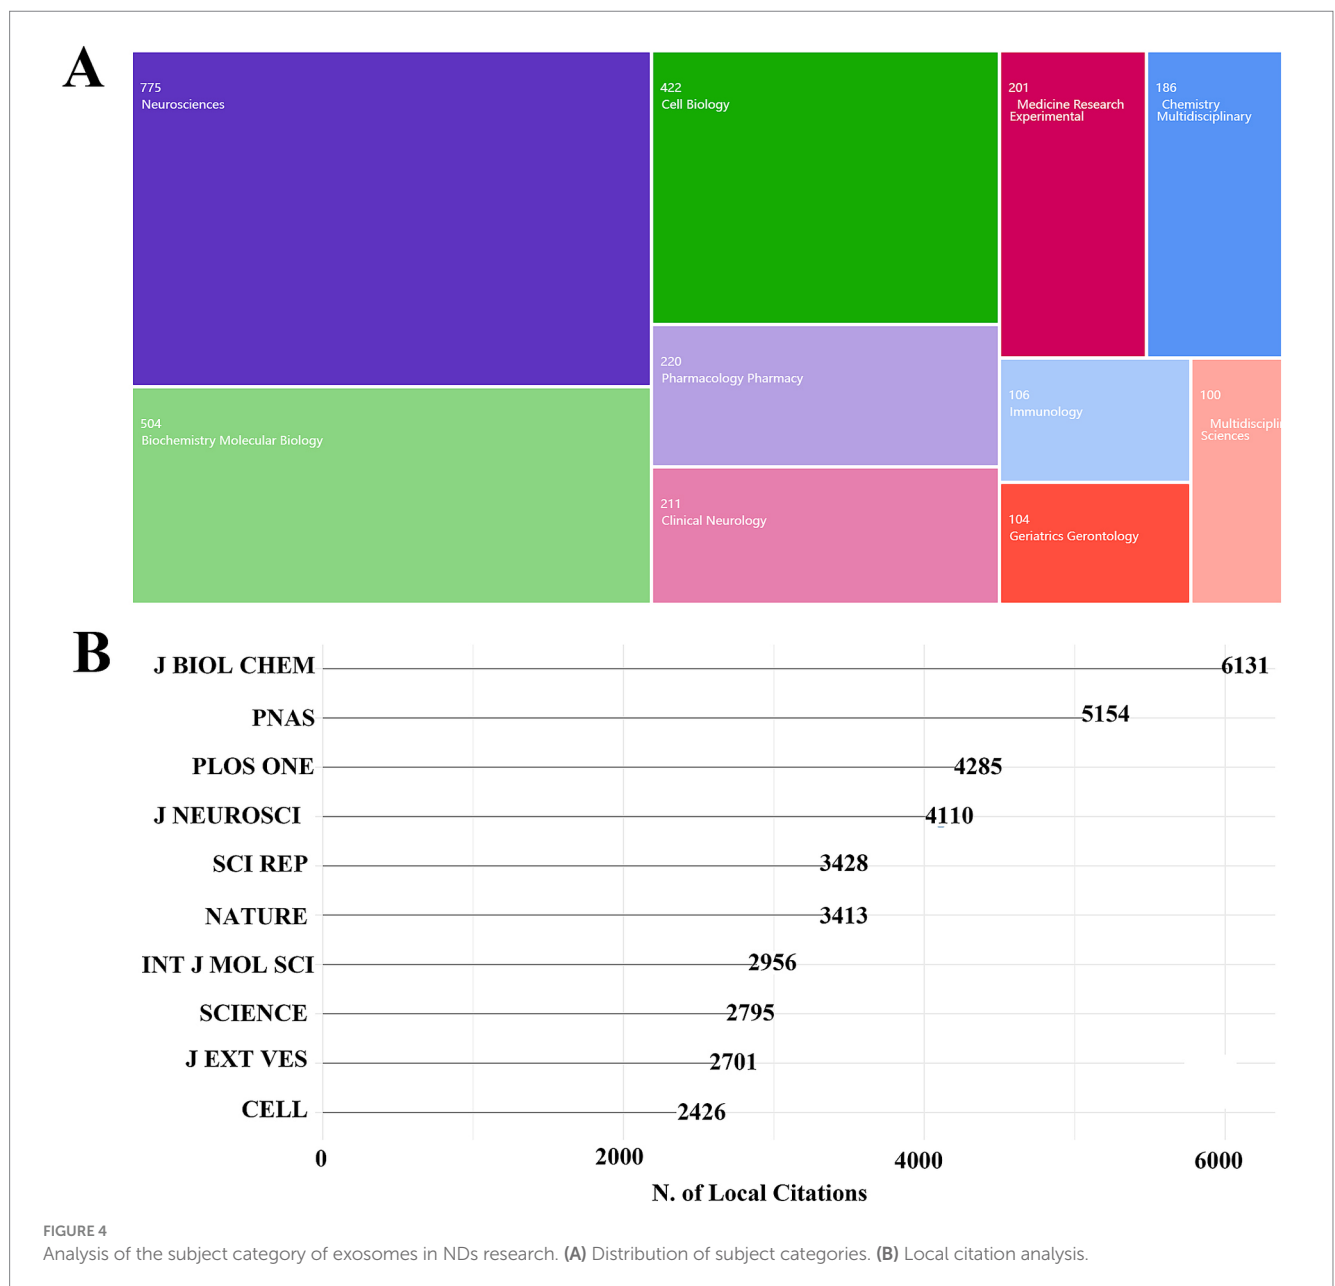 A
775
Neurosciences
422
Cell Biology
201
Medicine Research
Experimental
186
Chemistry
Multidisciplinary
220
Pharmacology Pharmacy
106
Immunology
100
Multidiscipli
Sciences
504
Biochemistry Molecular Biology
211
Clinical Neurology
104
Geriatrics Gerontology
B
J BIOL CHEM 6131
PNAS 5154
PLOS ONE 4285
J NEUROSCI 4110
SCI REP 3428
NATURE 3413
INT J MOL SCI 2956
SCIENCE 2795
J EXT VES 2701
CELL 2426
0 2000 4000 6000
N. of Local Citations
FIGURE 4
Analysis of the subject category of exosomes in NDs research. (A) Distribution of subject categories. (B) Local citation analysis.